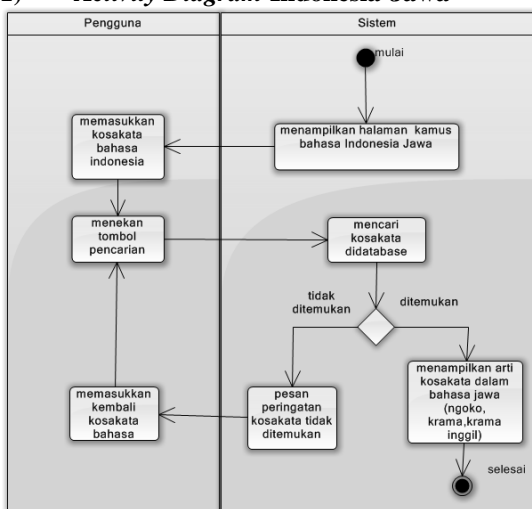 Activity Diagram Indonesia Jawa
Pengguna
Sistem
mulai
memasukkan
kosakata
bahasa
indonesia
menampilkan halaman kamus
bahasa Indonesia Jawa
menekan
tombol
pencarian
mencari
kosakata
didatabase
tidak
ditemukan
ditemukan
memasukkan
kembali
kosakata
bahasa
pesan
peringatan
kosakata tidak
ditemukan
menampilkan arti
kosakata dalam
bahasa jawa
(ngoko,
krama,krama
inggil)
selesai